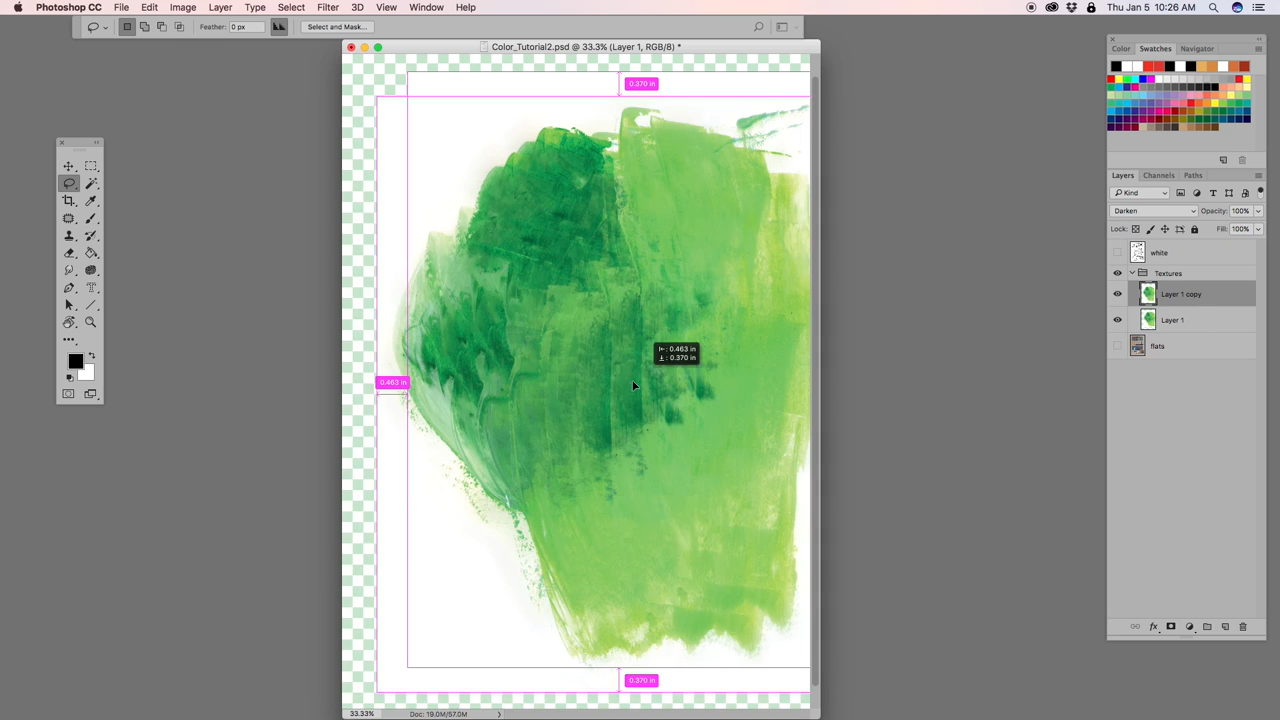 Photoshop CC File Edit Image Layer Type Select Filter 3D View Window Help Thu Jan 5 10:26 AM
Feather: 0 px Select and Mask...
Color_Tutorial2.psd @ 33.3% (Layer 1, RGB/8) *
0.370 in
0.463 in
: 0.463 in
: 0.370 in
0.370 in
33.33% Doc: 19.0M/57.0M
Color Swatches Navigator
Layers Channels Paths
Kind
Darken Opacity: 100%
Lock: Fill: 100%
white
Textures
Layer 1 copy
Layer 1
flats